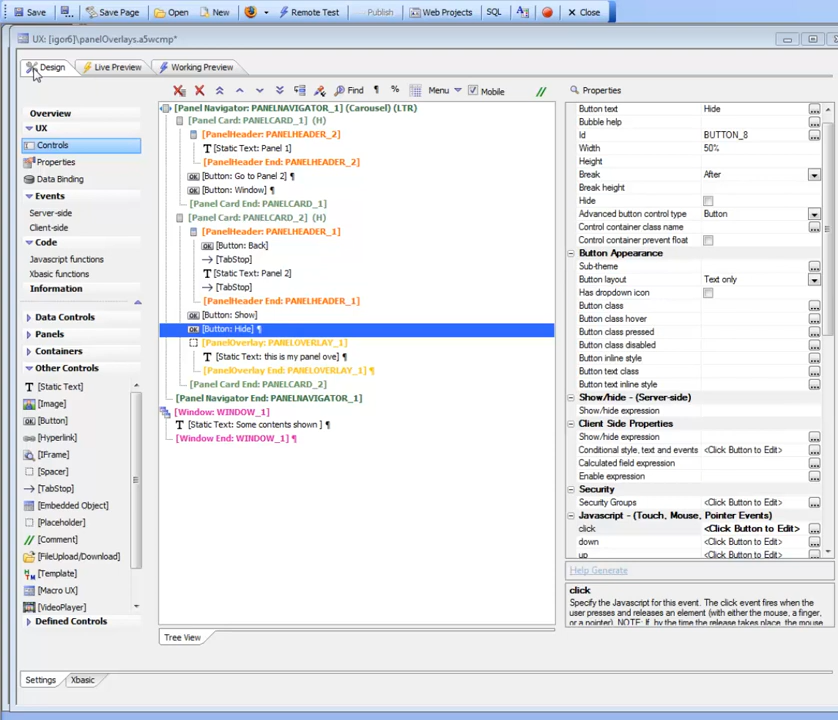 Save Save Page Open New Remote Test Publish Web Projects SQL Close
UX: [igor6]\panelOverlays.a5wcmp*
Design Live Preview Working Preview
Find ¶ % Menu Mobile //
Overview
UX
Controls
Properties
Data Binding
Events
Server-side
Client-side
Code
Javascript functions
Xbasic functions
Information
Data Controls
Panels
Containers
Other Controls
T [Static Text]
[Image]
[Button]
[Hyperlink]
[IFrame]
[Spacer]
[TabStop]
[Embedded Object]
[Placeholder]
// [Comment]
[FileUpload/Download]
[Template]
[Macro UX]
[VideoPlayer]
Defined Controls
[Panel Navigator: PANELNAVIGATOR_1] (Carousel) (LTR)
[Panel Card: PANELCARD_1] (H)
[PanelHeader: PANELHEADER_2]
T [Static Text: Panel 1]
[PanelHeader End: PANELHEADER_2]
OK [Button: Go to Panel 2] ¶
OK [Button: Window] ¶
[Panel Card End: PANELCARD_1]
[Panel Card: PANELCARD_2] (H)
[PanelHeader: PANELHEADER_1]
OK [Button: Back]
[TabStop]
T [Static Text: Panel 2]
[TabStop]
[PanelHeader End: PANELHEADER_1]
OK [Button: Show]
OK [Button: Hide] ¶
[PanelOverlay: PANELOVERLAY_1]
T [Static Text: this is my panel ove] ¶
[PanelOverlay End: PANELOVERLAY_1] ¶
[Panel Card End: PANELCARD_2]
[Panel Navigator End: PANELNAVIGATOR_1]
[Window: WINDOW_1]
T [Static Text: Some contents shown ] ¶
[Window End: WINDOW_1] ¶
Tree View
Settings Xbasic
Properties
Button text Hide
Bubble help
Id BUTTON_8
Width 50%
Height
Break After
Break height
Hide
Advanced button control type Button
Control container class name
Control container prevent float
Button Appearance
Sub-theme
Button layout Text only
Has dropdown icon
Button class
Button class hover
Button class pressed
Button class disabled
Button inline style
Button text class
Button text inline style
Show/hide - (Server-side)
Show/hide expression
Client Side Properties
Show/hide expression
Conditional style, text and events <Click Button to Edit>
Calculated field expression
Enable expression
Security
Security Groups <Click Button to Edit>
Javascript - (Touch, Mouse, Pointer Events)
click <Click Button to Edit>
down <Click Button to Edit>
up <Click Button to Edit>
Help Generate
click
Specify the Javascript for this event. The click event fires when the
user presses and releases an element (with either the mouse, a finger,
or a pointer). NOTE: If, by the time the release takes place, the mouse